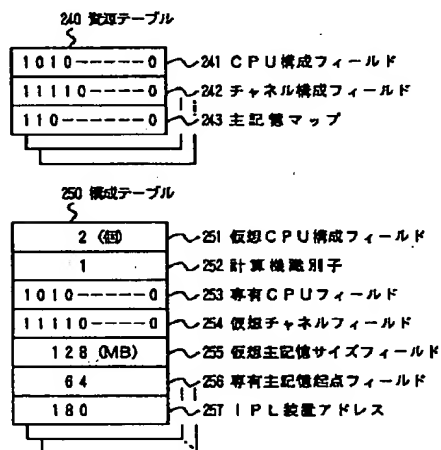 240 資源テーブル
1010-----0 241 CPU構成フィールド
11110-----0 242 チャネル構成フィールド
110------0 243 主記憶マップ
250 構成テーブル
2 (個) 251 仮想CPU構成フィールド
1 252 計算機識別子
1010-----0 253 専有CPUフィールド
11110----0 254 仮想チャネルフィールド
128 (MB) 255 仮想主記憶サイズフィールド
64 256 専有主記憶起点フィールド
180 257 IPL装置アドレス